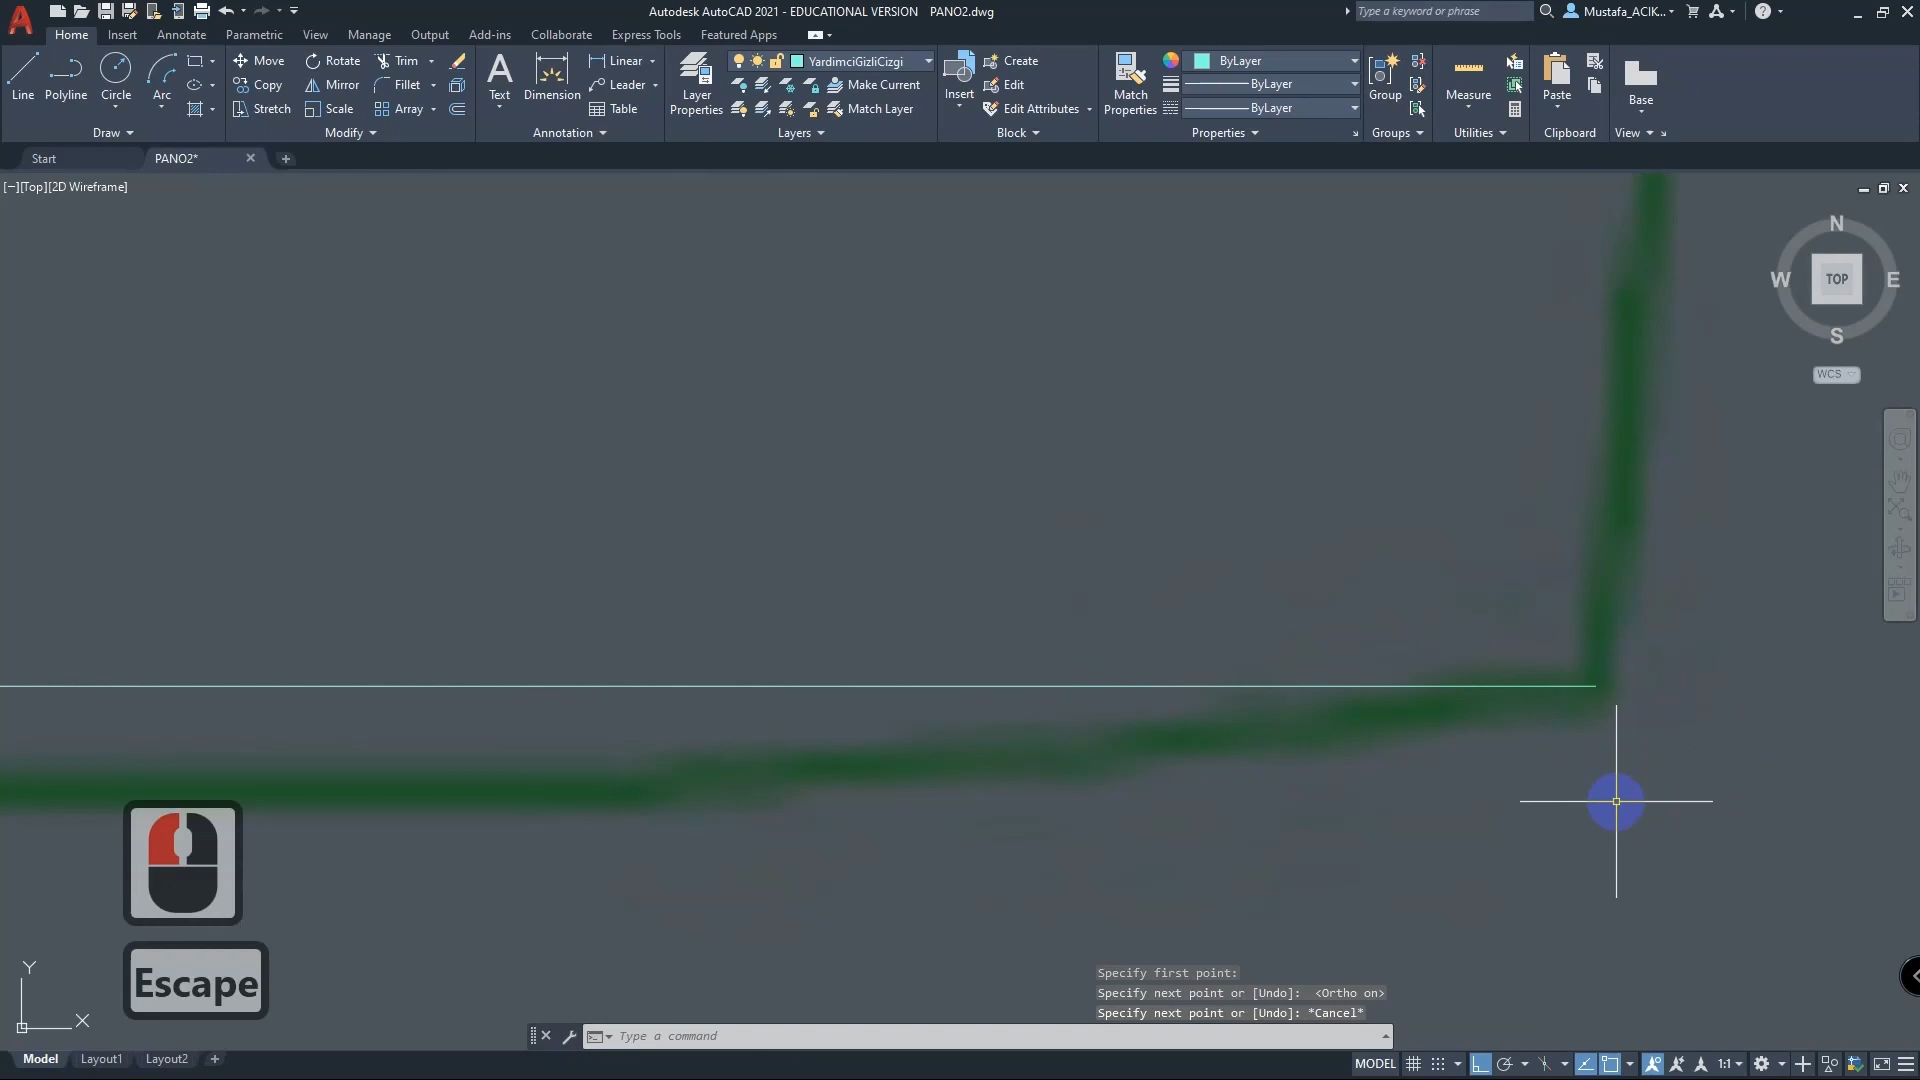 Autodesk AutoCAD 2021 - EDUCATIONAL VERSION PANO2.dwg
Type a keyword or phrase
Mustafa_ACIK...
Home Insert Annotate Parametric View Manage Output Add-ins Collaborate Express Tools Featured Apps
Line Polyline Circle Arc
Move Rotate Trim
Copy Mirror Fillet
Stretch Scale Array
Text Dimension
Linear
Leader
Table
Layer Properties
YardimciGizliCizgi
Make Current
Match Layer
Insert
Create
Edit
Edit Attributes
Match Properties
ByLayer
ByLayer
ByLayer
Group Measure Paste Base
Draw Modify Annotation Layers Block Properties Groups Utilities Clipboard View
Start PANO2*
[−][Top][2D Wireframe]
N
W TOP E
S
WCS
Escape
Y
X
Specify first point:
Specify next point or [Undo]: <Ortho on>
Specify next point or [Undo]: *Cancel*
Type a command
Model Layout1 Layout2
MODEL 1:1